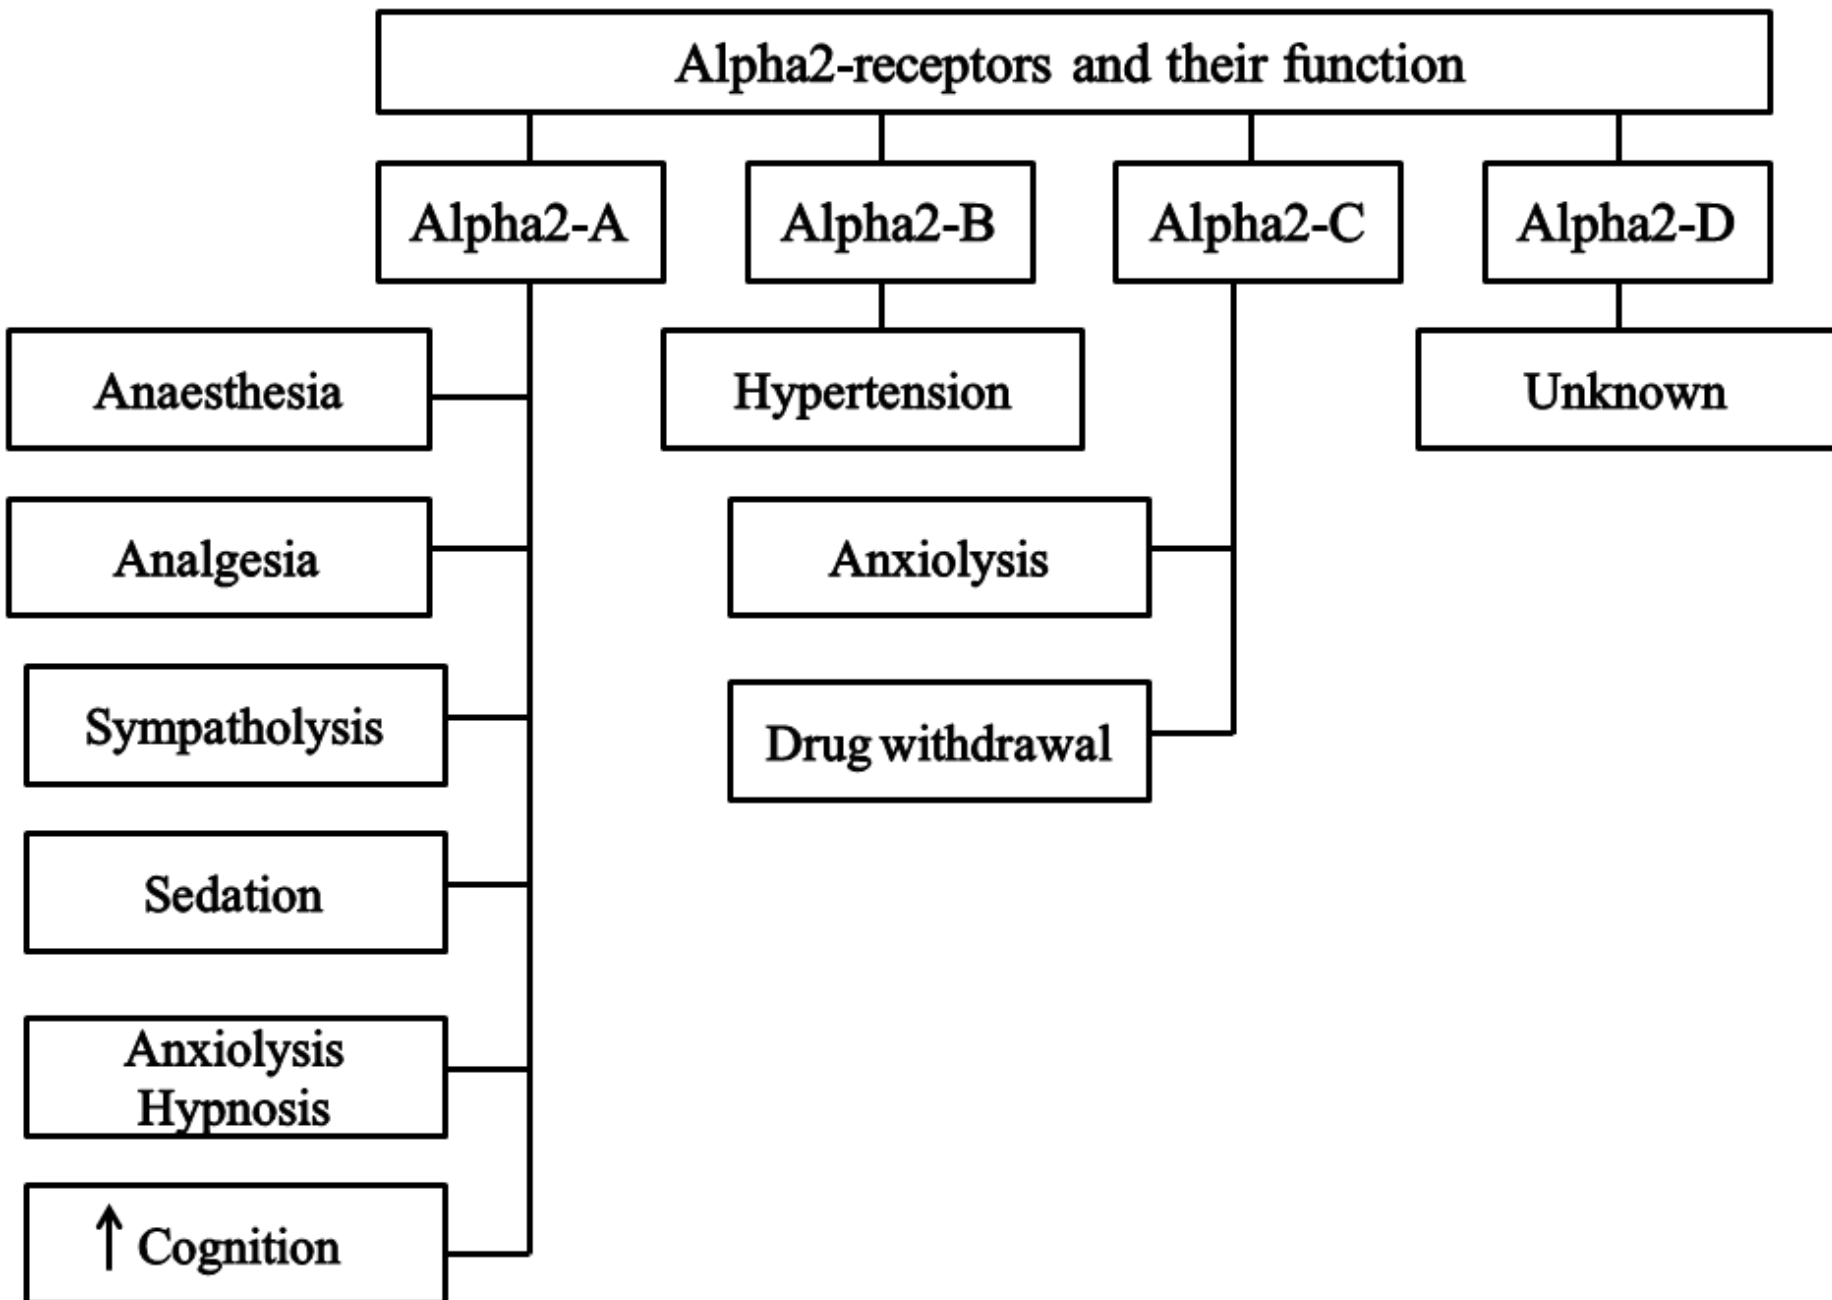 Alpha2-receptors and their function
Alpha2-A
Alpha2-B
Alpha2-C
Alpha2-D
Anaesthesia
Hypertension
Unknown
Analgesia
Anxiolysis
Sympatholysis
Drug withdrawal
Sedation
Anxiolysis
Hypnosis
↑ Cognition